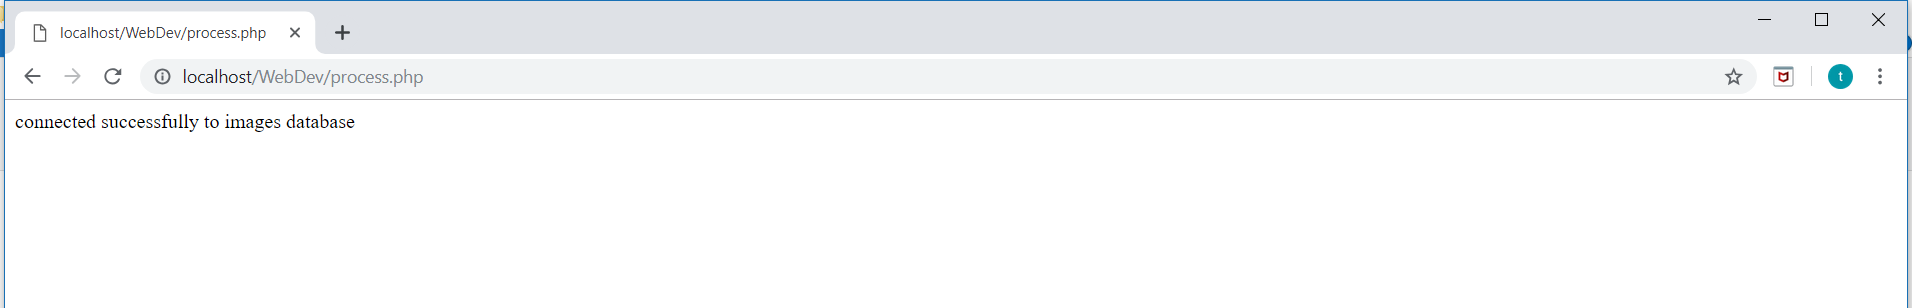 localhost/WebDev/process.php
localhost/WebDev/process.php
t
connected successfully to images database